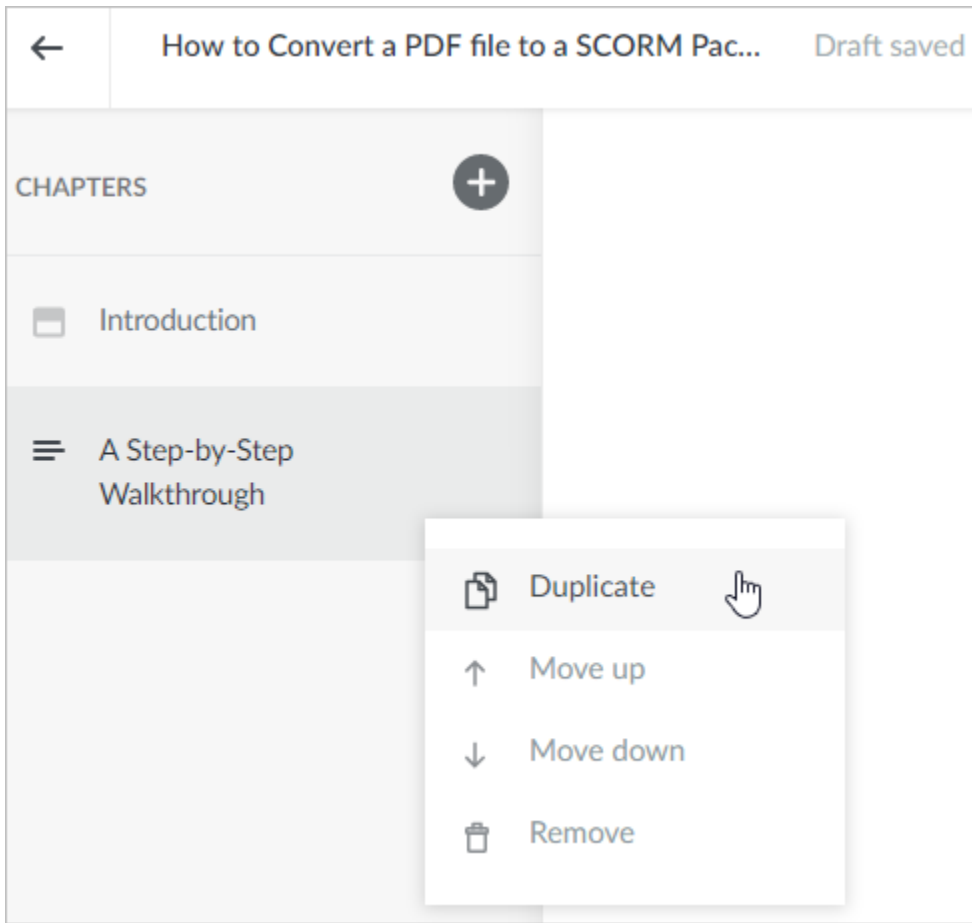 How to Convert a PDF file to a SCORM Pac...
Draft saved
CHAPTERS
Introduction
A Step-by-Step
Walkthrough
Duplicate
Move up
Move down
Remove